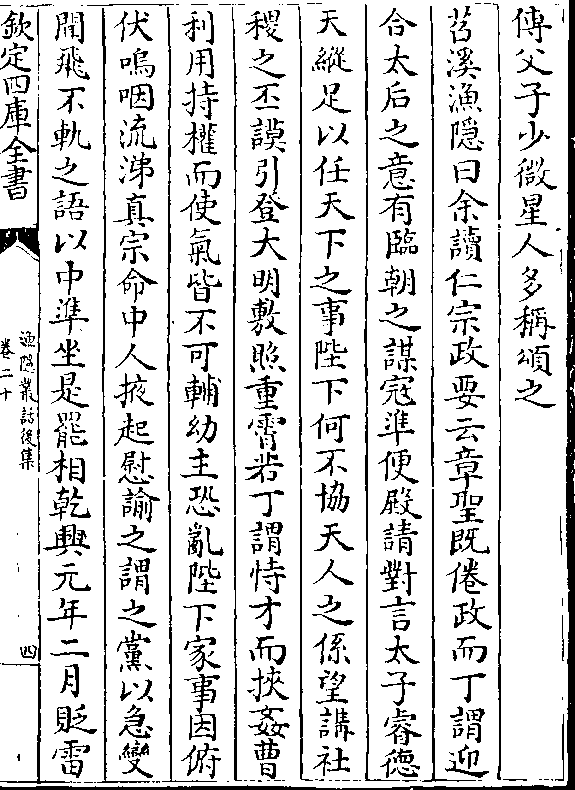 傅父子少微星人多稱頌之
苕溪漁隱曰余讀仁宗政要云章聖既倦政而丁謂迎
合太后之意有臨朝之謀冦準便殿請對言太子睿德
天縱足以任天下之事陛下何不協天人之係望講社
稷之丕謨引登大明敷照重霄若丁謂恃才而挾姦曹
利用持權而使氣皆不可輔幼主恐亂陛下家事因俯
伏嗚咽流涕真宗命中人掖起慰諭之謂之黨以急變
聞飛不軌之語以中準坐是罷相乾興元年二月貶雷
欽定四庫全書
漁隱叢話後集
卷二十
四